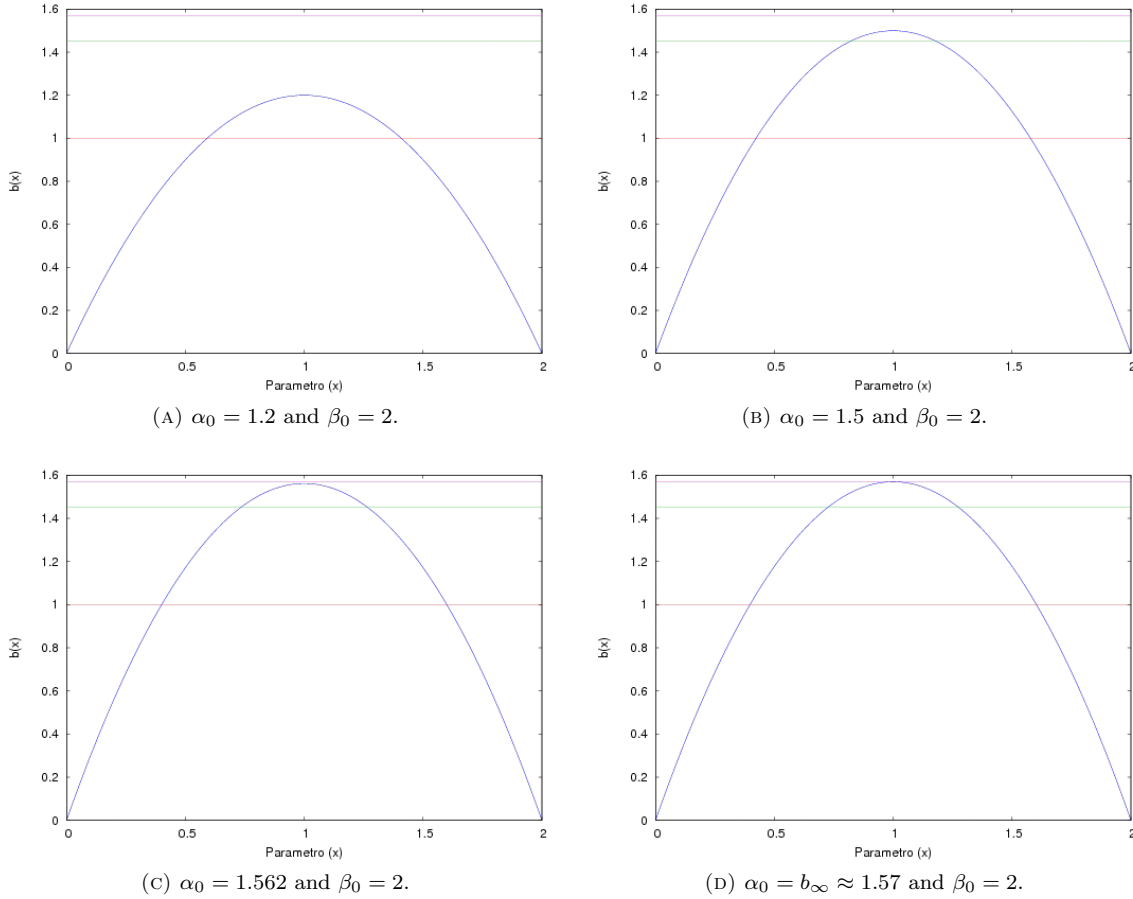 1.6
1.4
1.2
1
0.8
0.6
0.4
0.2
0
b(x)
0 0.5 1 1.5 2
Parametro (x)
(A) α₀ = 1.2 and β₀ = 2.
1.6
1.4
1.2
1
0.8
0.6
0.4
0.2
0
b(x)
0 0.5 1 1.5 2
Parametro (x)
(B) α₀ = 1.5 and β₀ = 2.
1.6
1.4
1.2
1
0.8
0.6
0.4
0.2
0
b(x)
0 0.5 1 1.5 2
Parametro (x)
(C) α₀ = 1.562 and β₀ = 2.
1.6
1.4
1.2
1
0.8
0.6
0.4
0.2
0
b(x)
0 0.5 1 1.5 2
Parametro (x)
(D) α₀ = b∞ ≈ 1.57 and β₀ = 2.